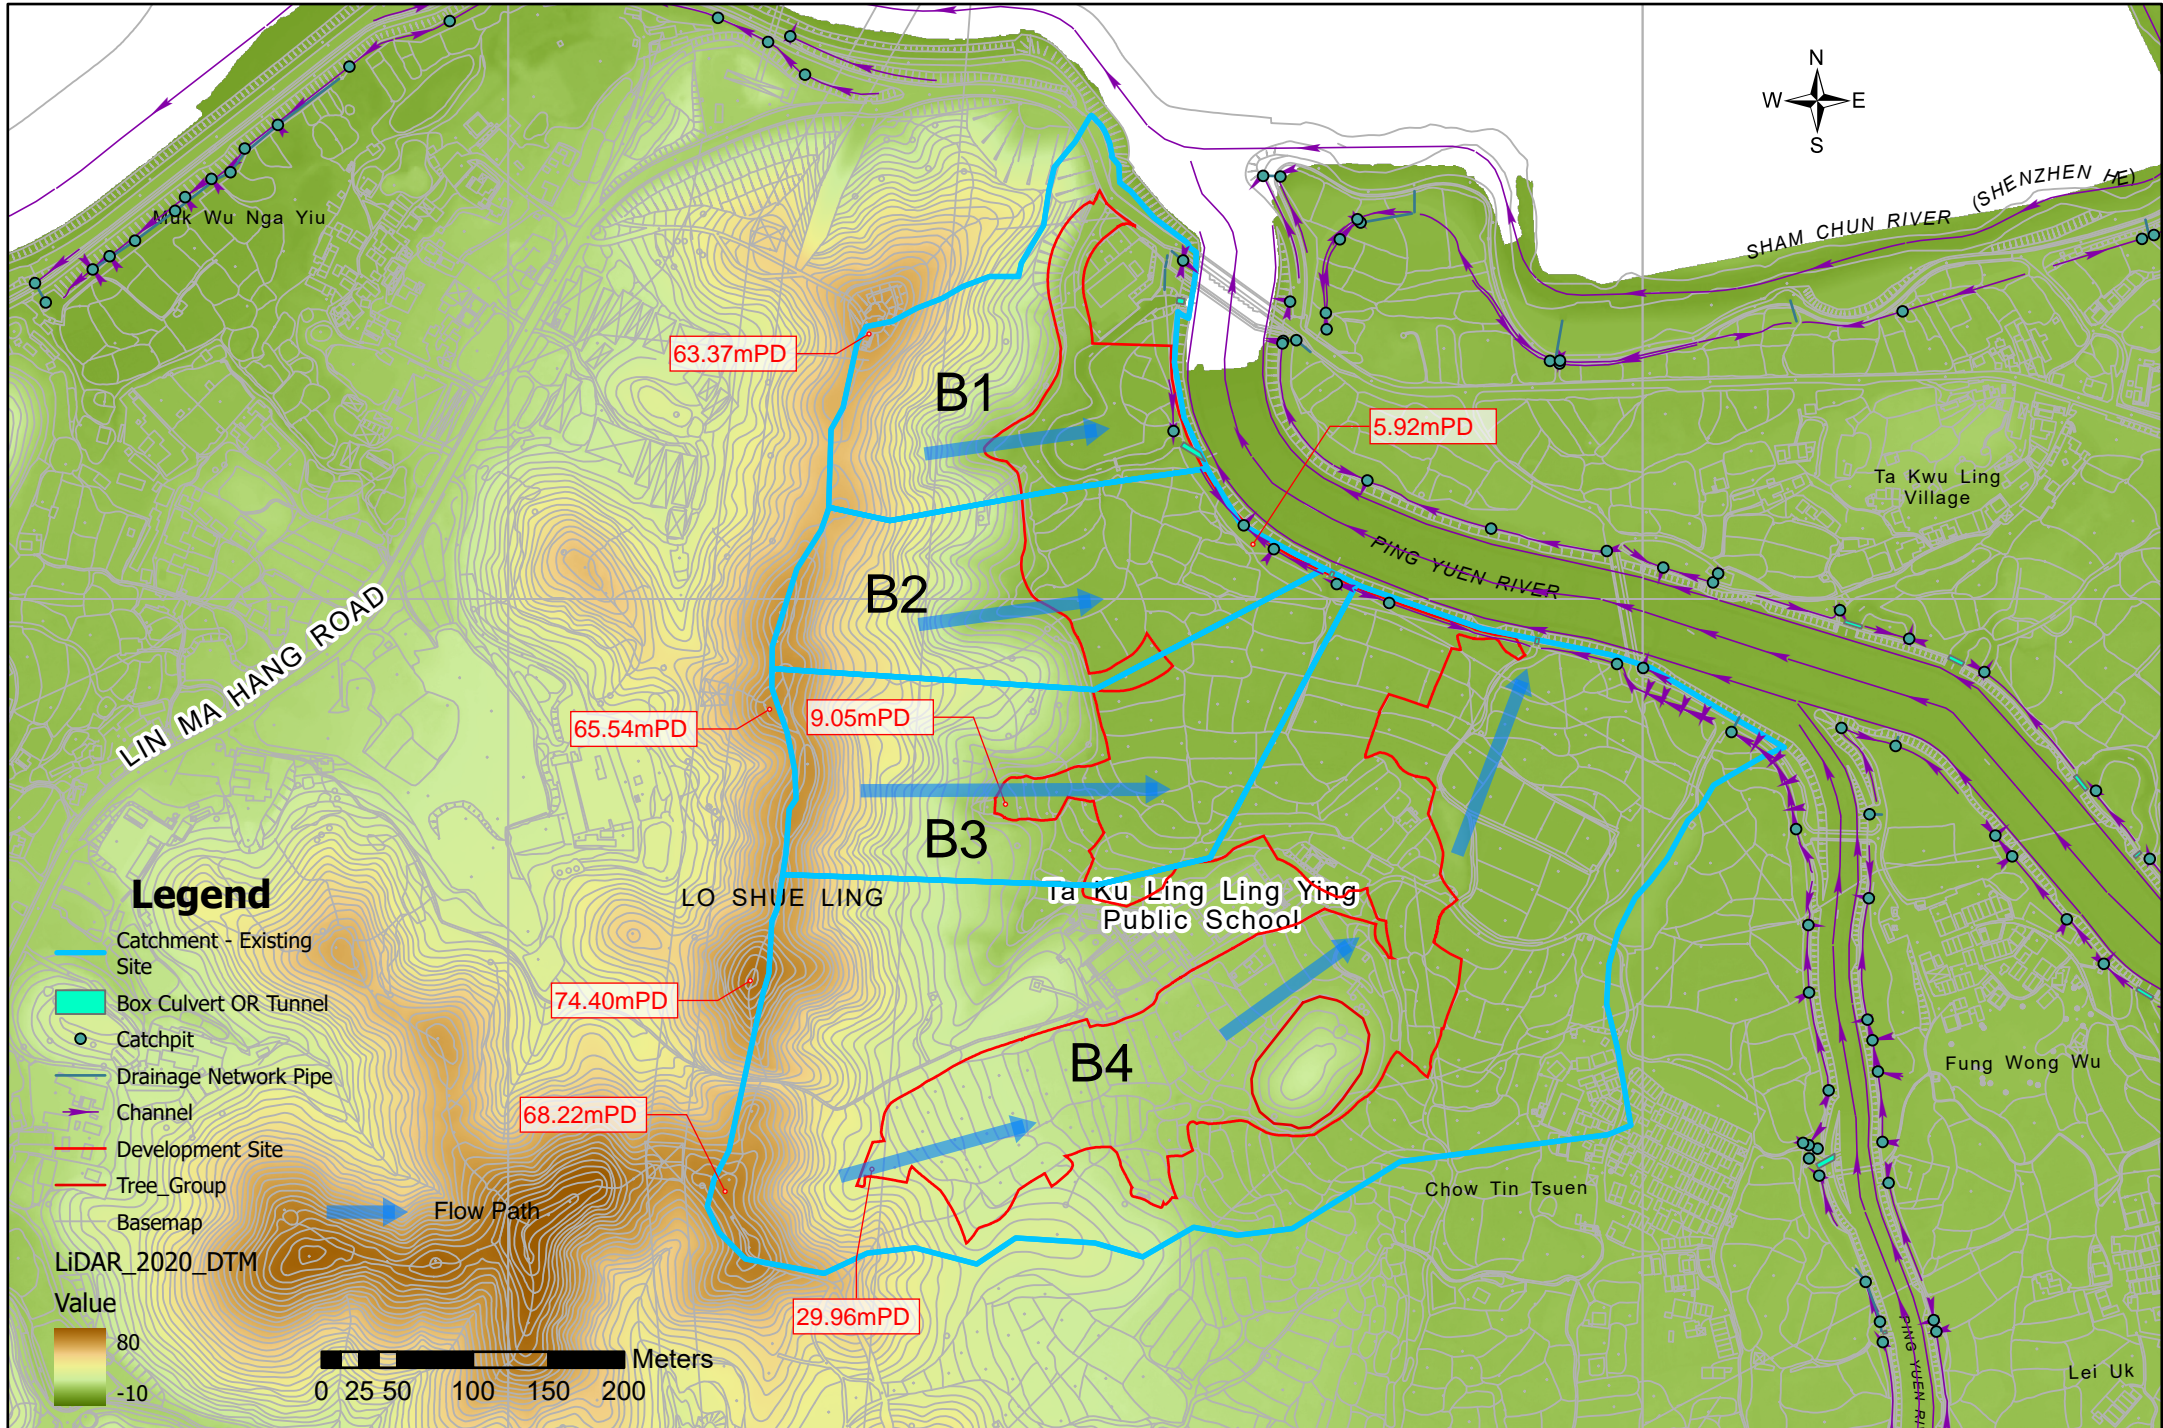 N
W E
S
Muk Wu Nga Yiu
SHAM CHUN RIVER (SHENZHEN HE)
63.37mPD
B1
5.92mPD
Ta Kwu Ling
Village
PING YUEN RIVER
B2
LIN MA HANG ROAD
65.54mPD
9.05mPD
B3
LO SHUE LING
Ta Ku Ling Ling Ying
Public School
74.40mPD
B4
Fung Wong Wu
68.22mPD
Chow Tin Tsuen
29.96mPD
PING YUEN RI
Lei Uk
Legend
Catchment - Existing
Site
Box Culvert OR Tunnel
Catchpit
Drainage Network Pipe
Channel
Development Site
Tree_Group
Basemap
Flow Path
LiDAR_2020_DTM
Value
80
-10
Meters
0 25 50 100 150 200